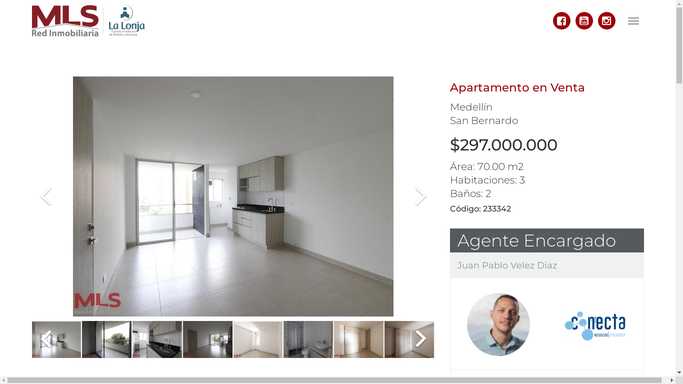 MLS
Red Inmobiliaria
La Lonja
Apartamento en Venta
Medellín
San Bernardo
$297.000.000
Área: 70.00 m2
Habitaciones: 3
Baños: 2
Código: 233342
Agente Encargado
Juan Pablo Velez Diaz
MLS
conecta